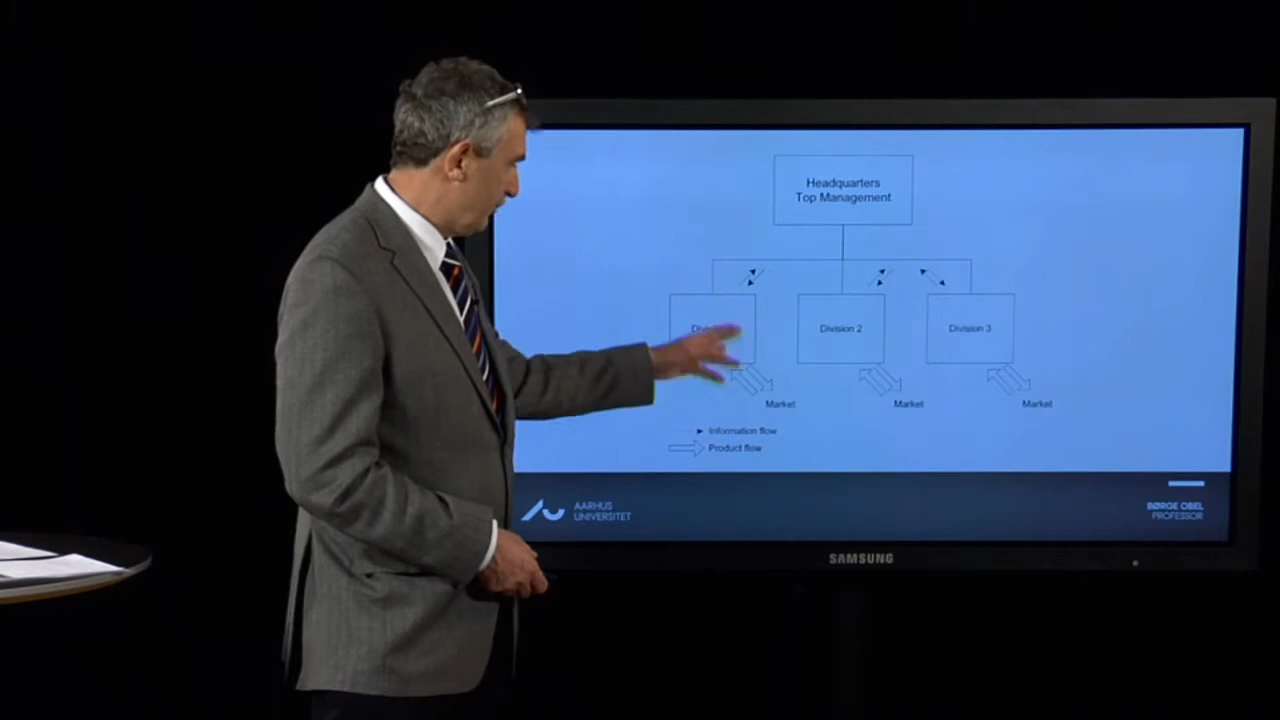 Headquarters
Top Management
Division 2
Division 3
Market
Market
Market
Information flow
Product flow
AARHUS
UNIVERSITET
BØRGE OBEL
PROFESSOR
SAMSUNG